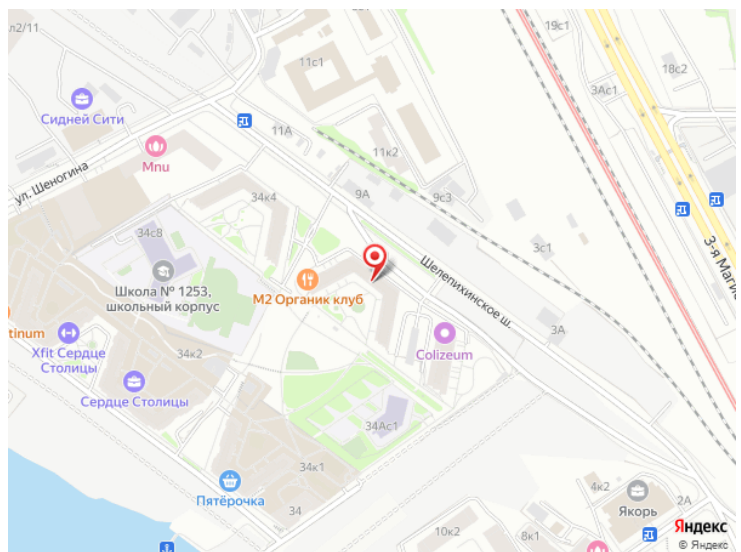 л2/11
19с1
11с1
18с2
3Ас1
Сидней Сити
11А
Mnu
11к2
ул. Шеногина
9А
9с3
34к4
34с8
3-я Магис
3с1
Шелепихинское ш.
Школа № 1253,
школьный корпус
М2 Органик клуб
tinum
3А
Xfit Сердце
Столицы
34к2
Colizeum
Сердце Столицы
34Ас1
34к1
Пятёрочка
4к2
2А
Якорь
34
10к2
8к1
Яндекс
© Яндекс